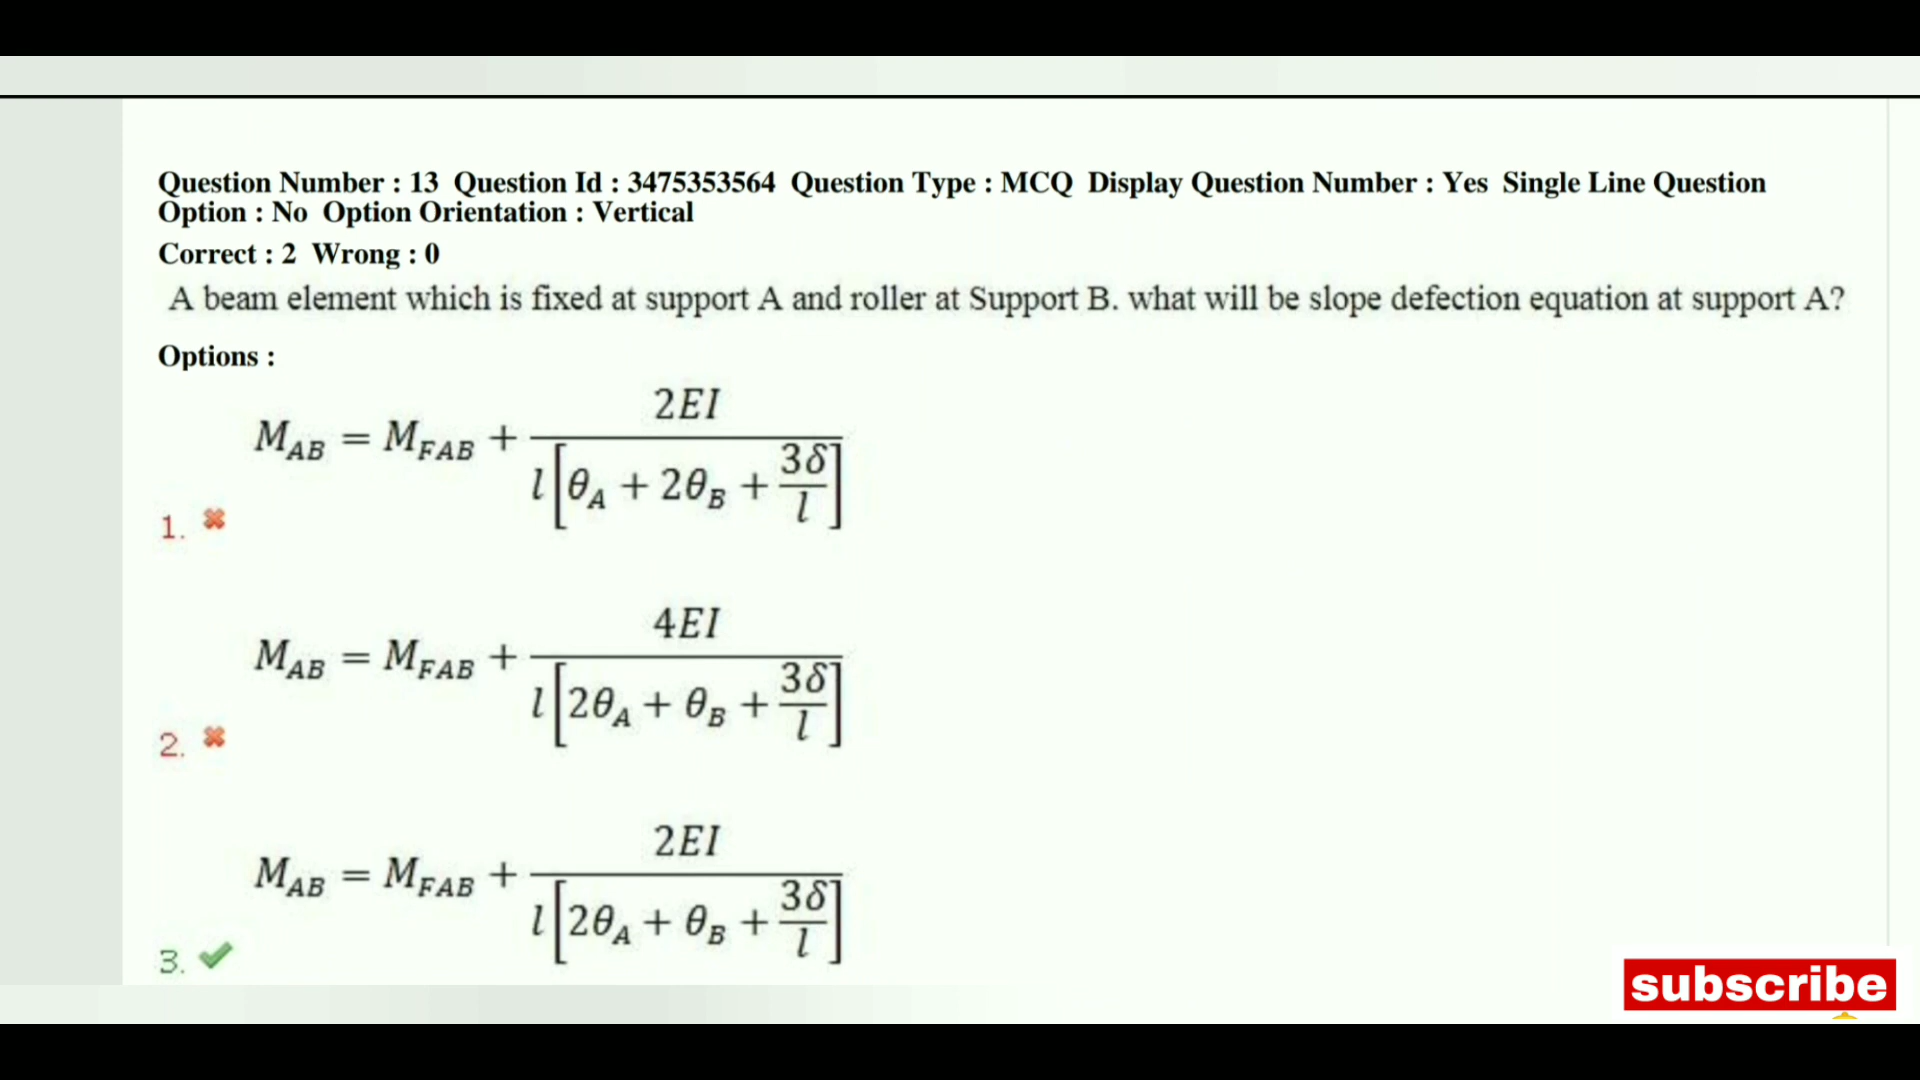 Question Number : 13 Question Id : 3475353564 Question Type : MCQ Display Question Number : Yes Single Line Question
Option : No Option Orientation : Vertical
Correct : 2 Wrong : 0
A beam element which is fixed at support A and roller at Support B. what will be slope defection equation at support A?
Options :
M_AB = M_FAB + 2EI / l[θ_A + 2θ_B + 3δ/l]
1. ✖
M_AB = M_FAB + 4EI / l[2θ_A + θ_B + 3δ/l]
2. ✖
M_AB = M_FAB + 2EI / l[2θ_A + θ_B + 3δ/l]
3. ✔
subscribe